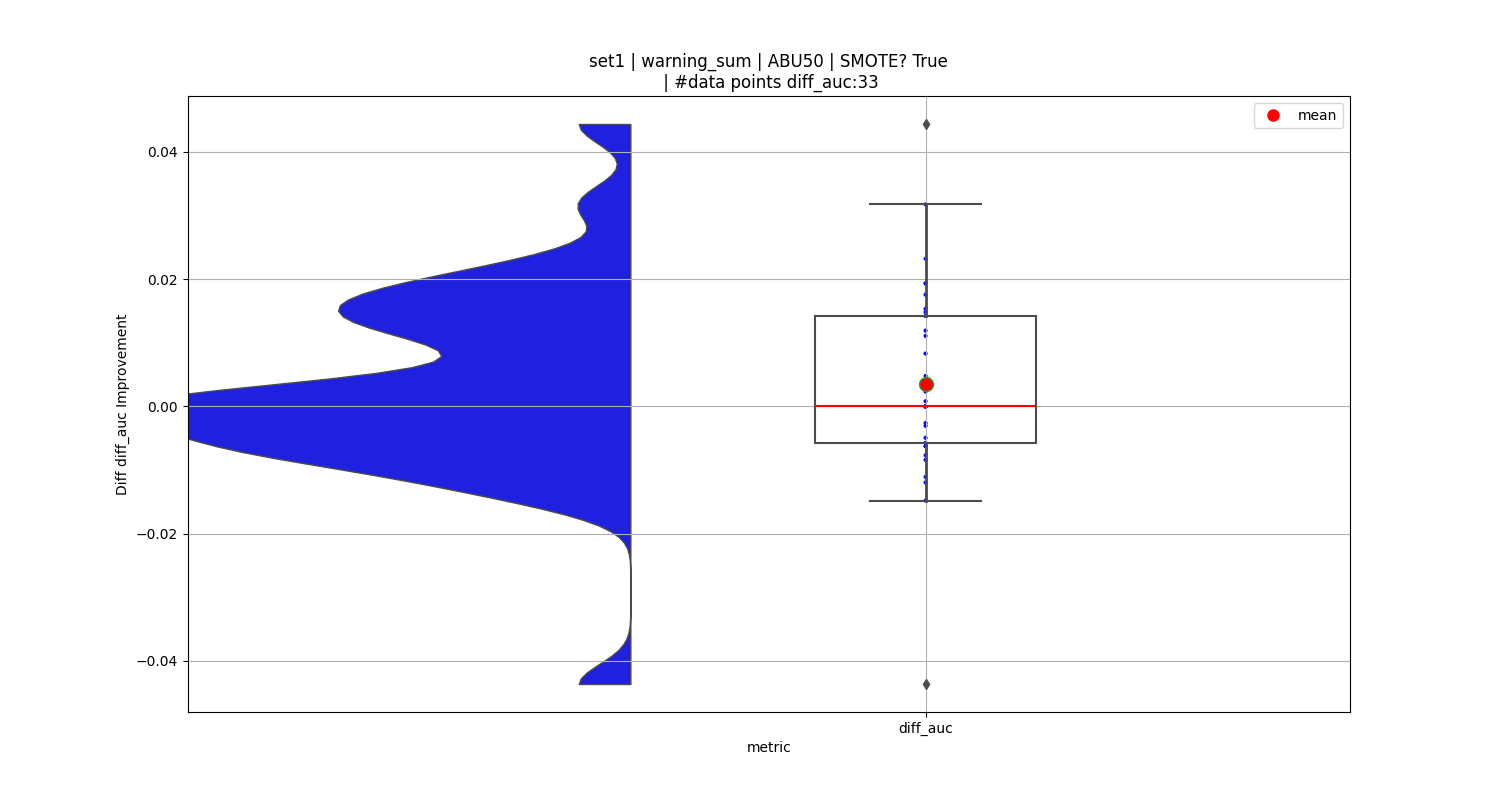 set1 | warning_sum | ABU50 | SMOTE? True
| #data points diff_auc:33
mean
0.04
0.02
0.00
−0.02
−0.04
Diff diff_auc Improvement
diff_auc
metric